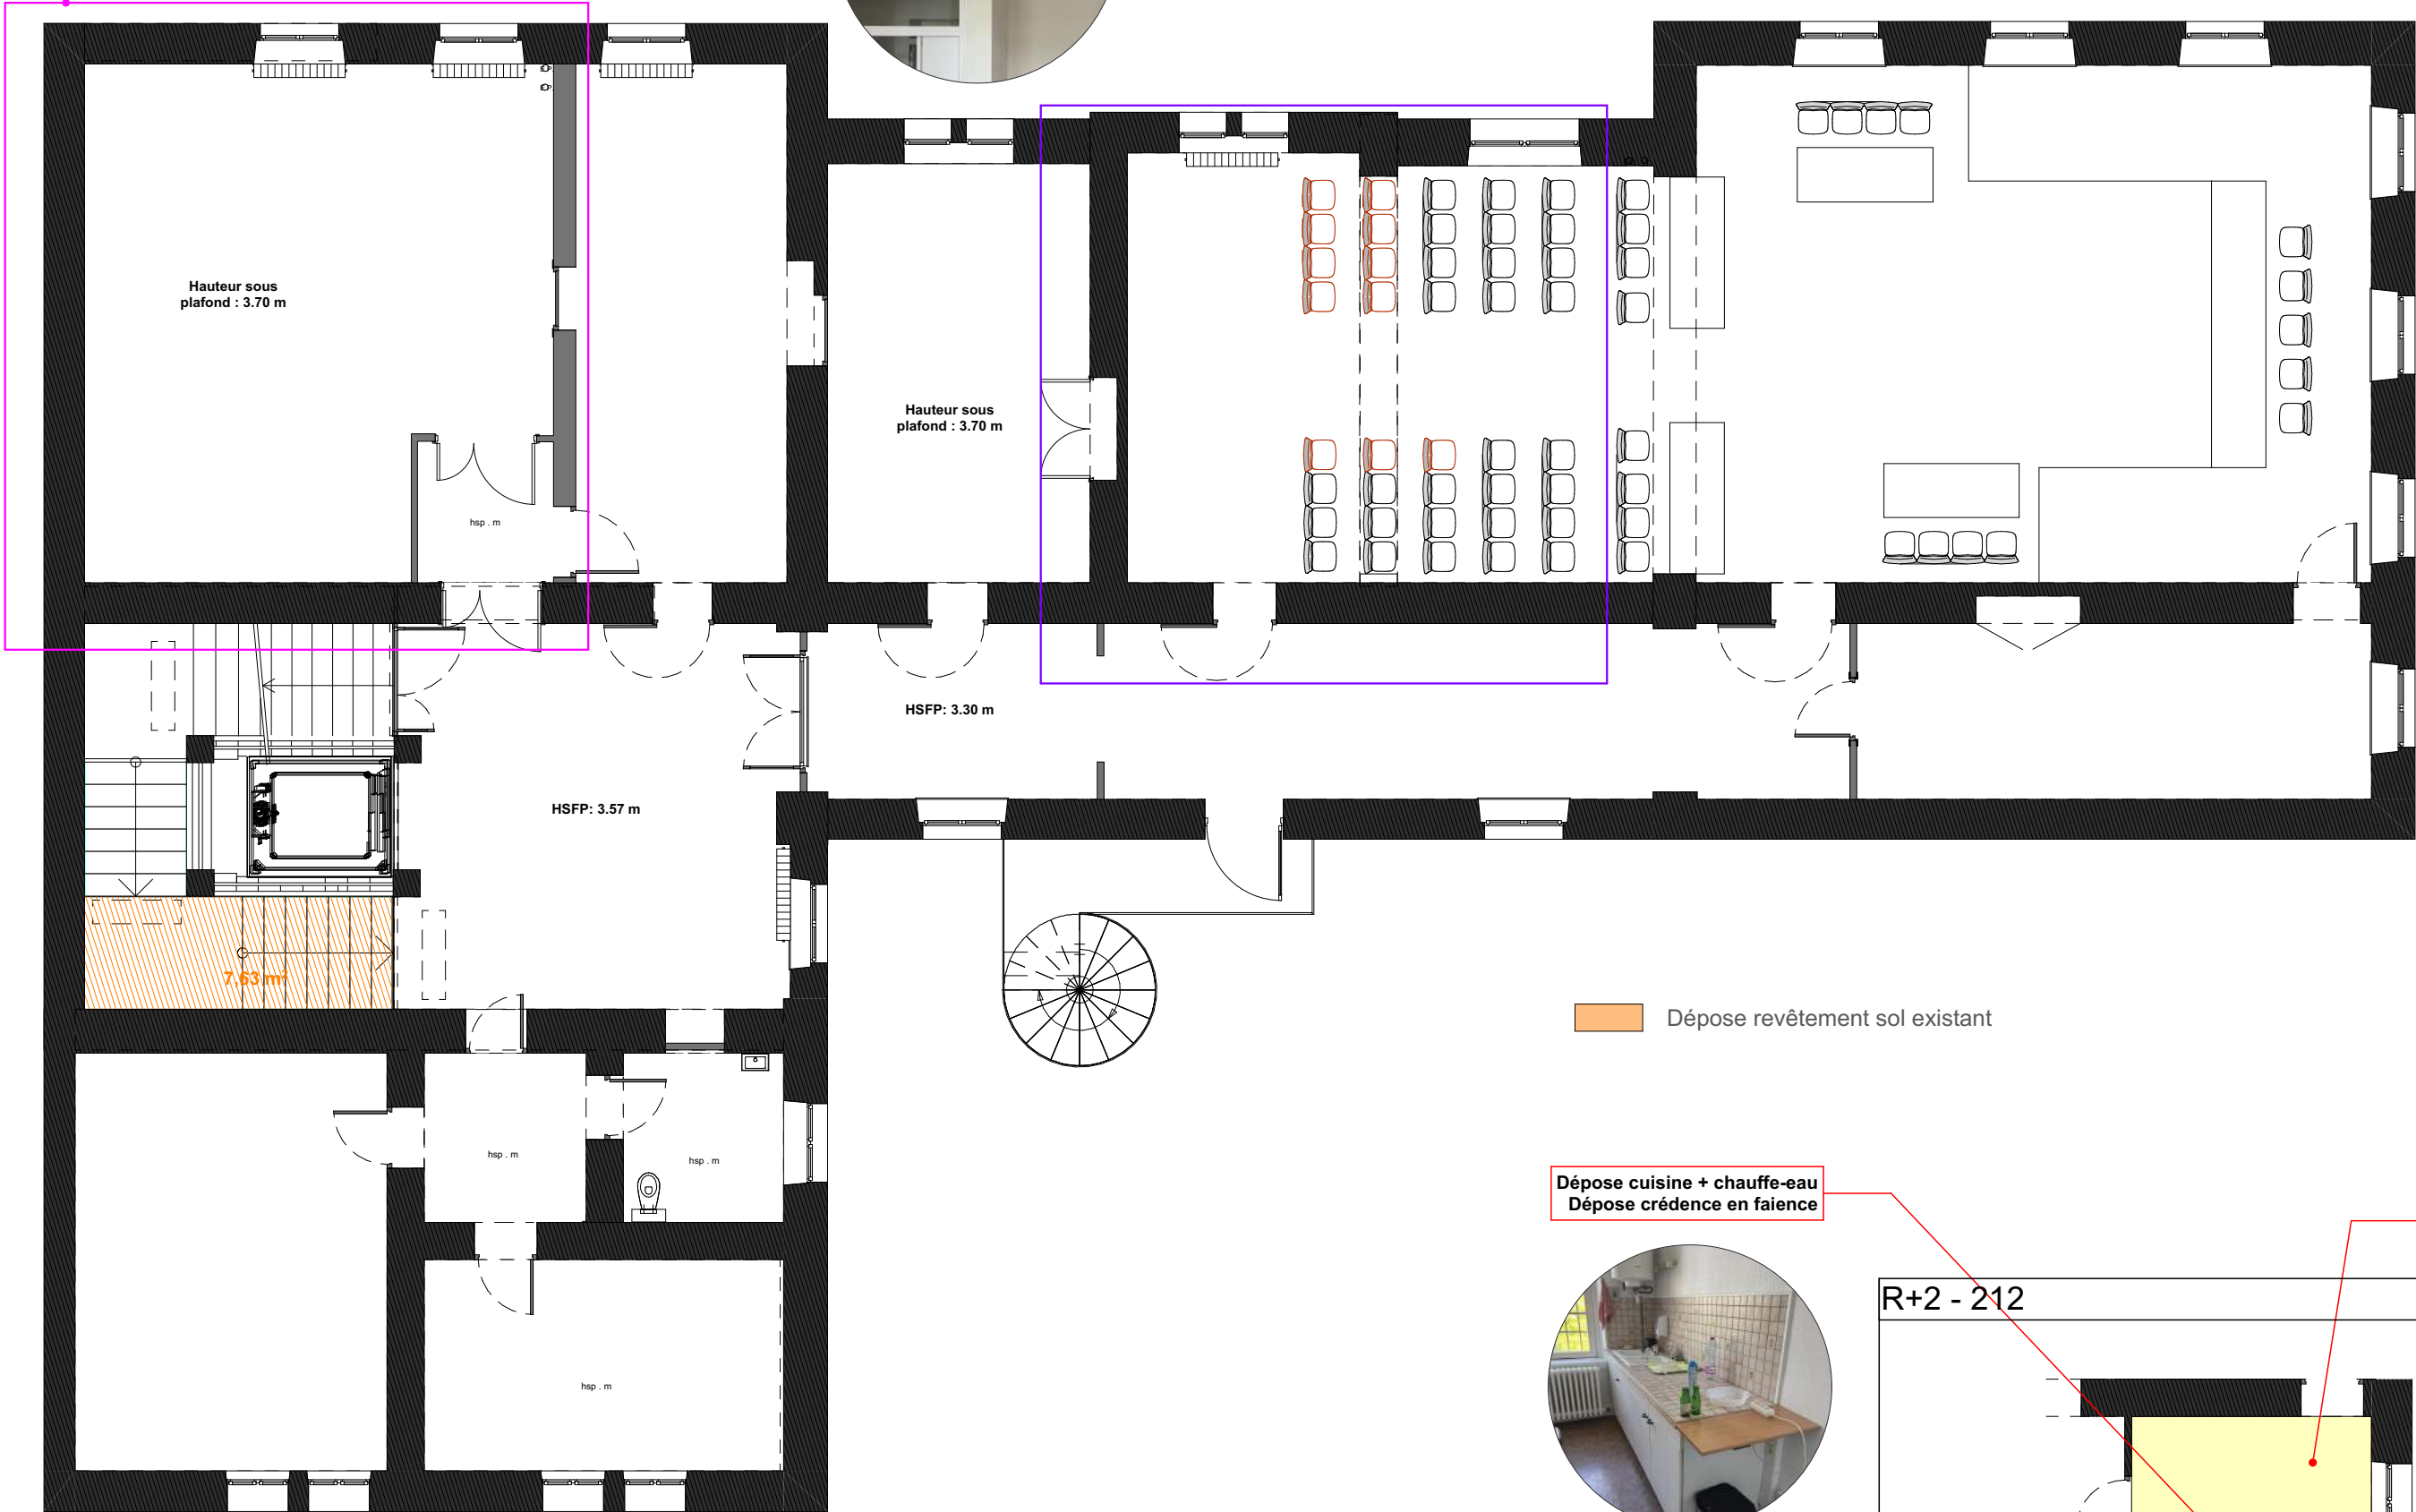 Hauteur sous
plafond : 3.70 m
Hauteur sous
plafond : 3.70 m
hsp . m
HSFP: 3.30 m
HSFP: 3.57 m
7,63 m²
Dépose revêtement sol existant
hsp . m
hsp . m
Dépose cuisine + chauffe-eau
Dépose crédence en faience
R+2 - 212
hsp . m